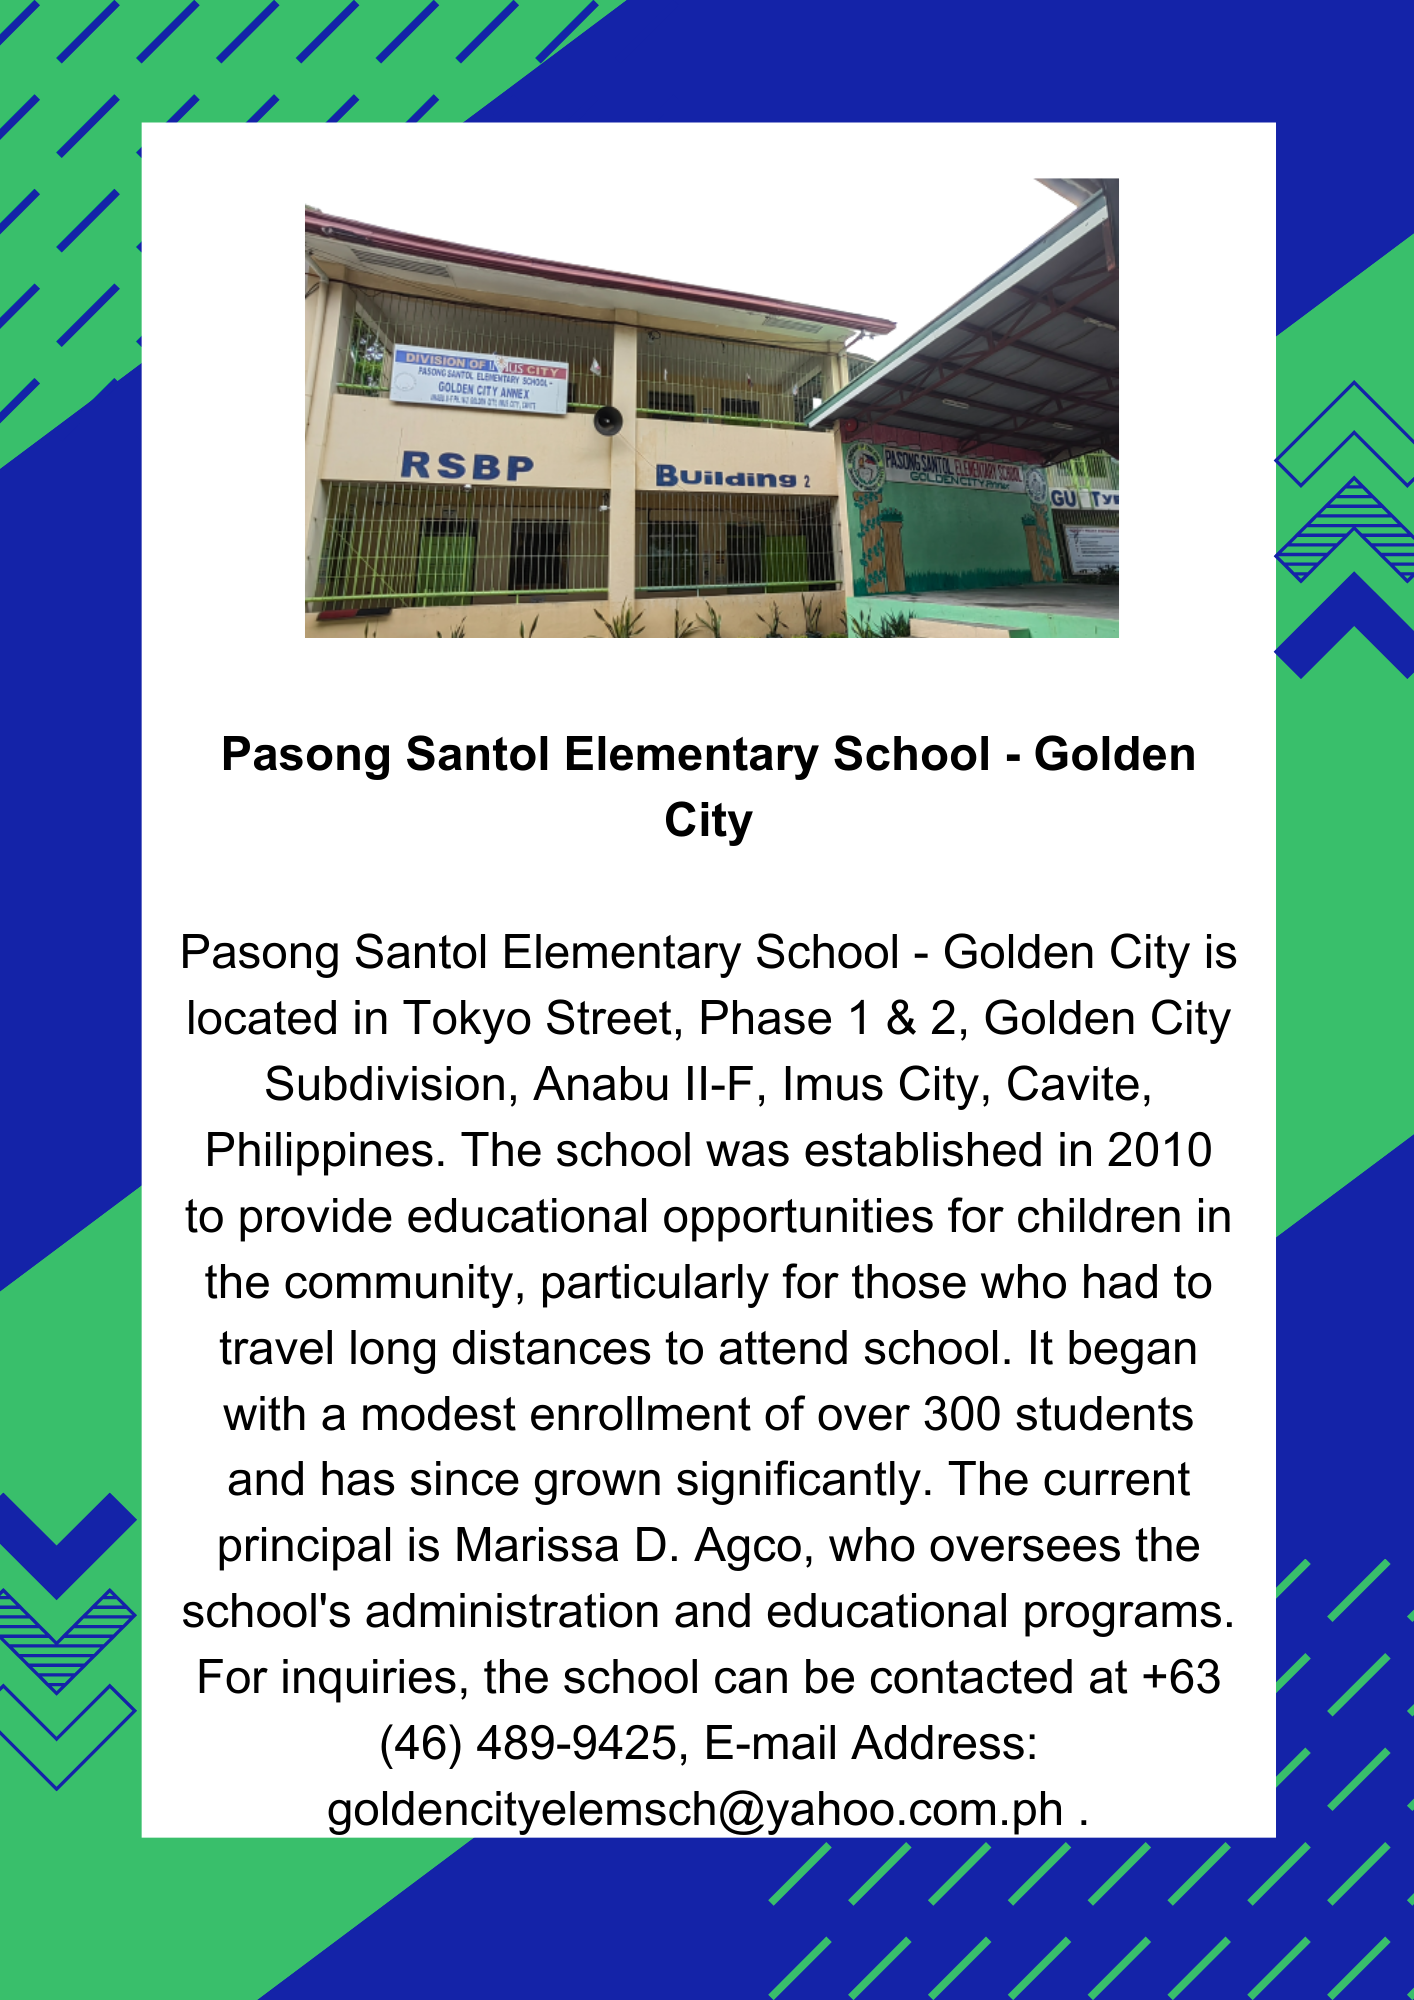 DIVISION OF IMUS CITY
PASONG SANTOL ELEMENTARY SCHOOL -
GOLDEN CITY ANNEX
RSBP
Building 2
PASONG SANTOL ELEMENTARY SCHOOL
GOLDEN CITY Annex
GU
Pasong Santol Elementary School - Golden
City
Pasong Santol Elementary School - Golden City is
located in Tokyo Street, Phase 1 & 2, Golden City
Subdivision, Anabu II-F, Imus City, Cavite,
Philippines. The school was established in 2010
to provide educational opportunities for children in
the community, particularly for those who had to
travel long distances to attend school. It began
with a modest enrollment of over 300 students
and has since grown significantly. The current
principal is Marissa D. Agco, who oversees the
school's administration and educational programs.
For inquiries, the school can be contacted at +63
(46) 489-9425, E-mail Address:
goldencityelemsch@yahoo.com.ph .